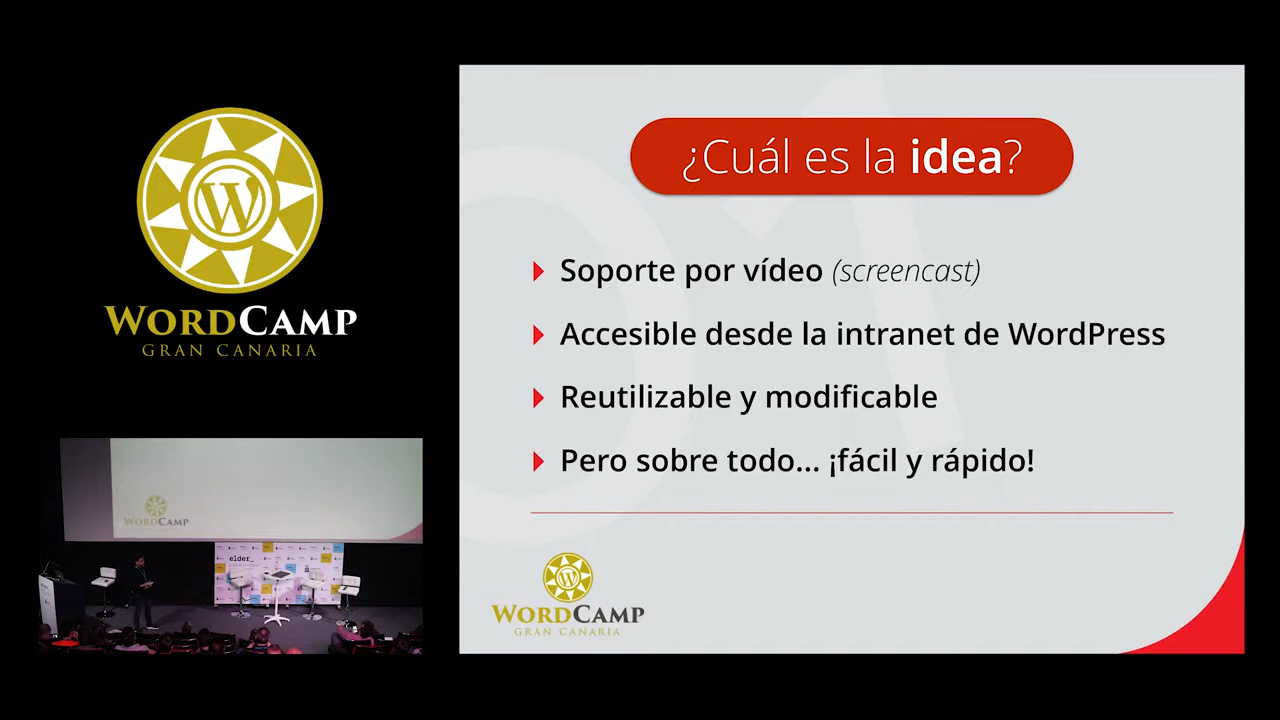 WORDCAMP
GRAN CANARIA
¿Cuál es la idea?
Soporte por vídeo (screencast)
Accesible desde la intranet de WordPress
Reutilizable y modificable
Pero sobre todo... ¡fácil y rápido!
WORDCAMP
GRAN CANARIA
WORDCAMP
elder_